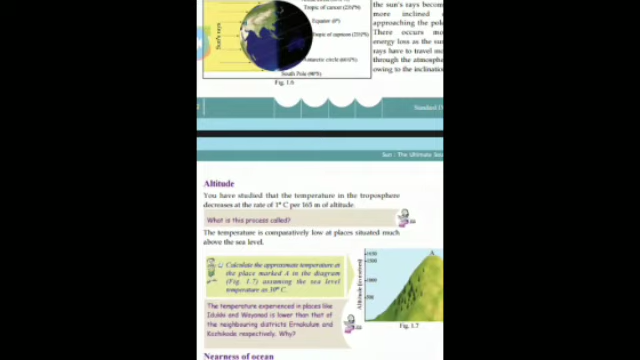 Tropic of cancer (23½°N)
Equator (0°)
Tropic of capricorn (23½°S)
Antarctic circle (66½°S)
South Pole (90°S)
Sun's rays
Fig. 1.6
the sun's rays become
more inclined
approaching the pole
There occurs mo
energy loss as the sun
rays have to travel mo
through the atmosphe
owing to the inclination
Standard
Sun - The Ultimate
Altitude
You have studied that the temperature in the troposphere
decreases at the rate of 1° C per 165 m of altitude.
What is this process called?
The temperature is comparatively low at places situated much
above the sea level.
Calculate the approximate temperature at
the place marked A in the diagram
(Fig. 1.7) assuming the sea level
temperature as 30° C.
The temperature experienced in places like
Idukki and Wayanad is lower than that of
the neighbouring districts Ernakulam and
Kozhikode respectively. Why?
Altitude (in metres)
A
Fig. 1.7
Nearness of ocean